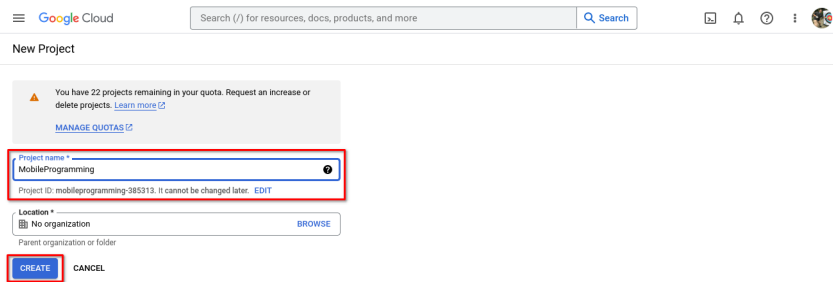 Google Cloud
Search (/) for resources, docs, products, and more
Search
New Project
You have 22 projects remaining in your quota. Request an increase or
delete projects. Learn more
MANAGE QUOTAS
Project name *
MobileProgramming
Project ID: mobileprogramming-385313. It cannot be changed later. EDIT
Location *
No organization
BROWSE
Parent organization or folder
CREATE
CANCEL